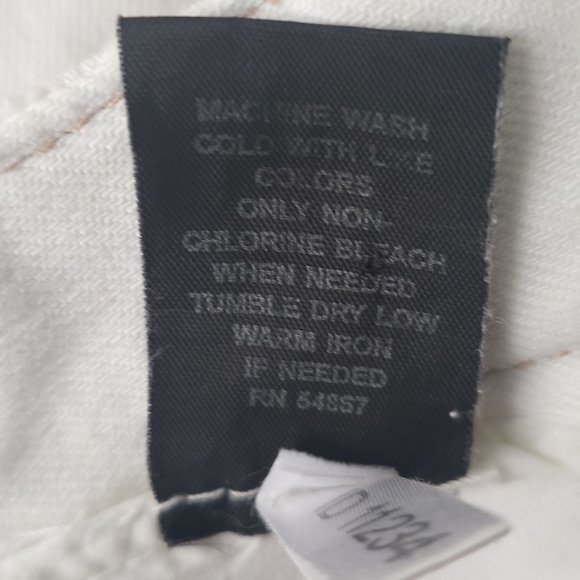 MACHINE WASH
COLD WITH LIKE
COLORS
ONLY NON-
CHLORINE BLEACH
WHEN NEEDED
TUMBLE DRY LOW
WARM IRON
IF NEEDED
RN 54867
D11234